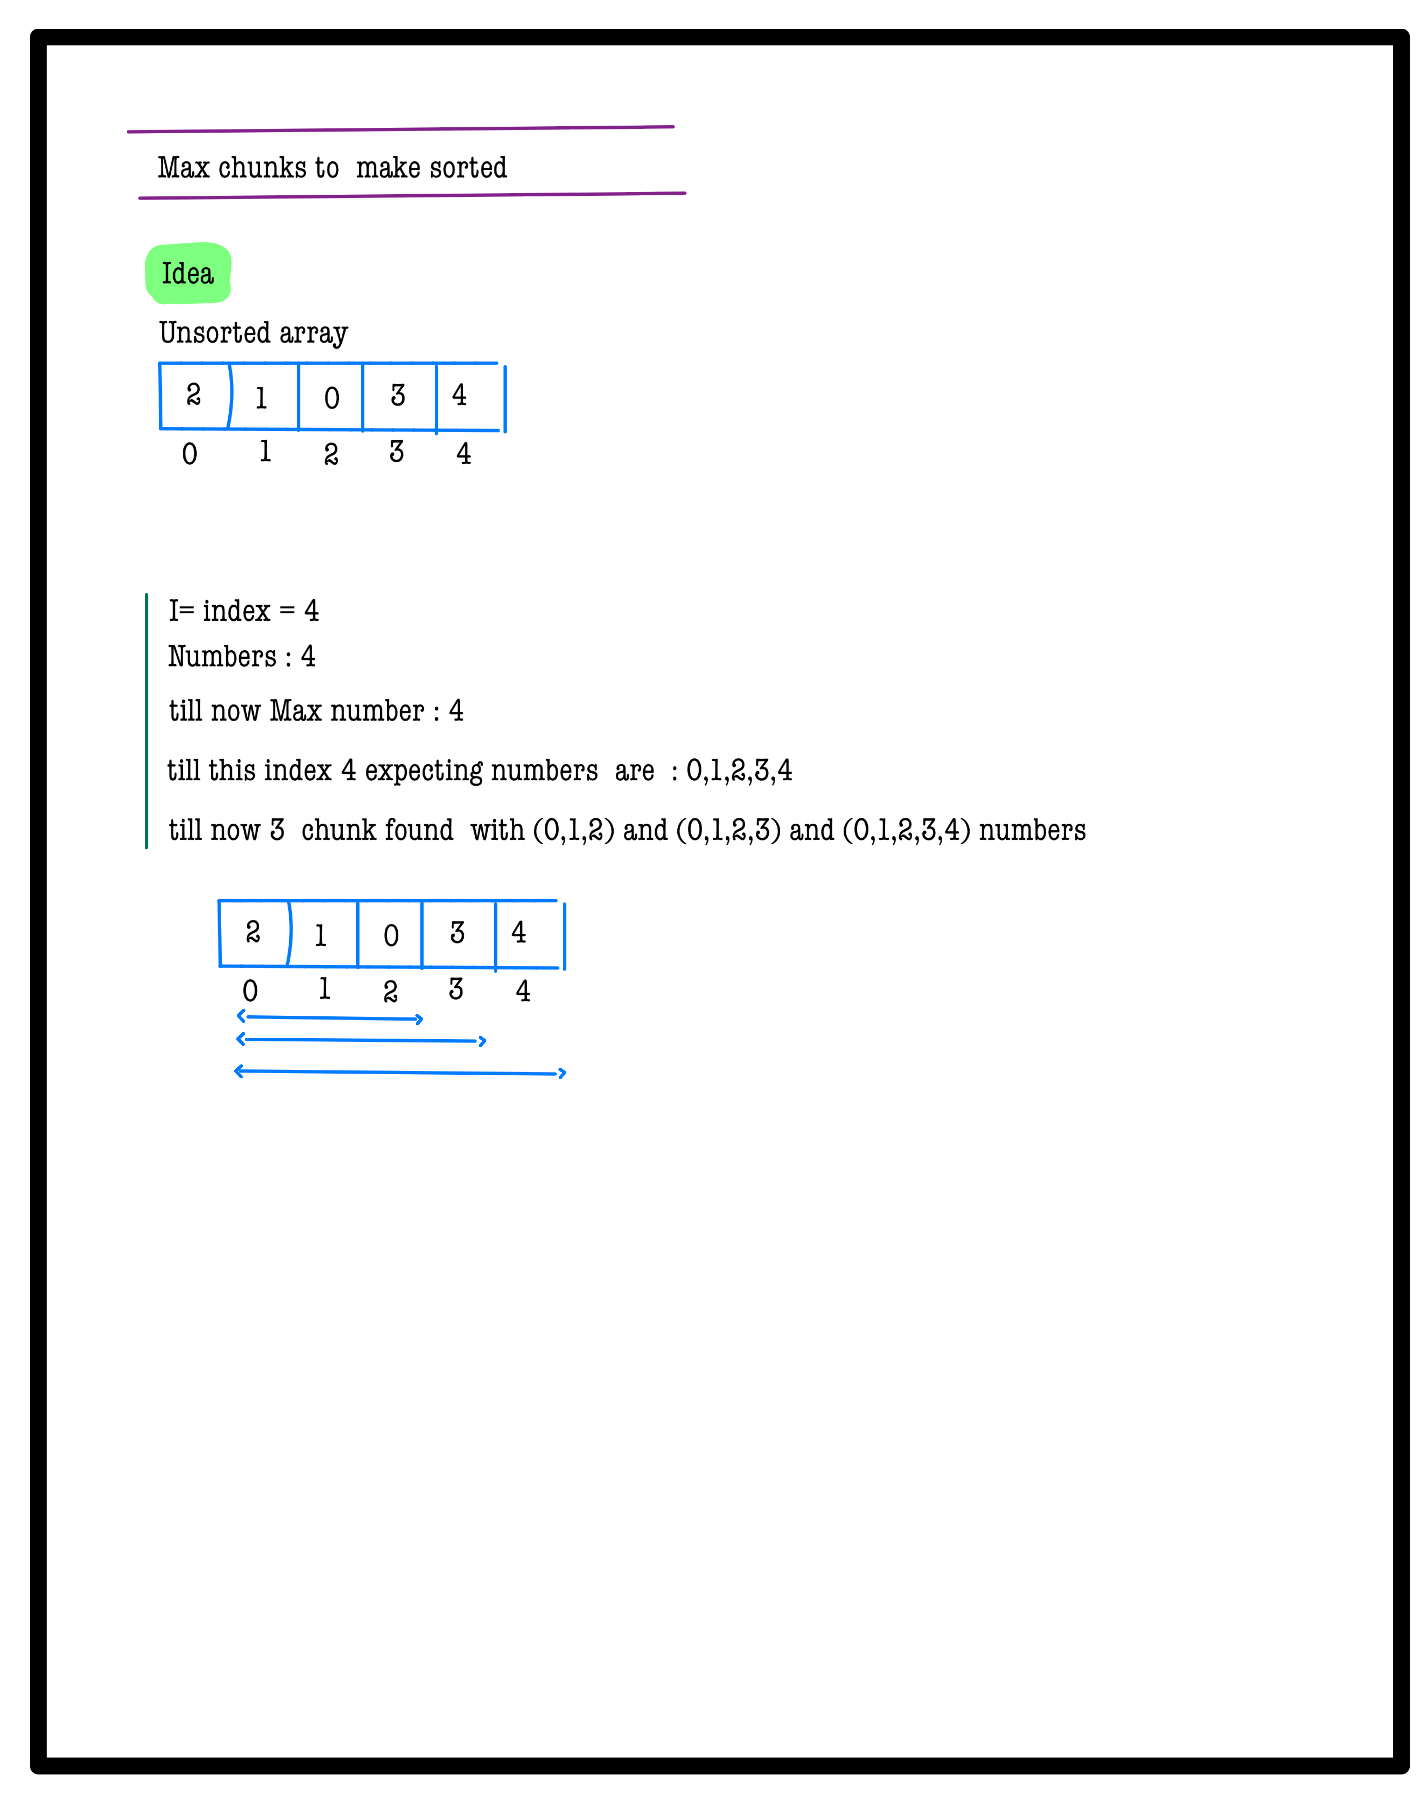 Max chunks to make sorted
Idea
Unsorted array
2 1 0 3 4
0 1 2 3 4
I= index = 4
Numbers : 4
till now Max number : 4
till this index 4 expecting numbers are : 0,1,2,3,4
till now 3 chunk found with (0,1,2) and (0,1,2,3) and (0,1,2,3,4) numbers
2 1 0 3 4
0 1 2 3 4